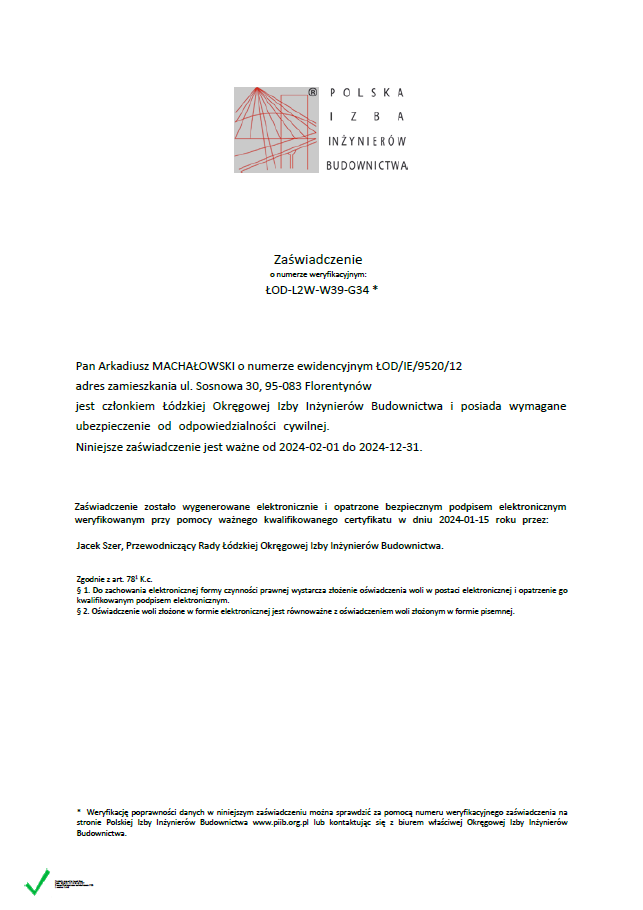 ®
POLSKA
IZBA
INŻYNIERÓW
BUDOWNICTWA
Zaświadczenie
o numerze weryfikacyjnym:
ŁOD-L2W-W39-G34 *
Pan Arkadiusz MACHAŁOWSKI o numerze ewidencyjnym ŁOD/IE/9520/12
adres zamieszkania ul. Sosnowa 30, 95-083 Florentynów
jest członkiem Łódzkiej Okręgowej Izby Inżynierów Budownictwa i posiada wymagane
ubezpieczenie od odpowiedzialności cywilnej.
Niniejsze zaświadczenie jest ważne od 2024-02-01 do 2024-12-31.
Zaświadczenie zostało wygenerowane elektronicznie i opatrzone bezpiecznym podpisem elektronicznym
weryfikowanym przy pomocy ważnego kwalifikowanego certyfikatu w dniu 2024-01-15 roku przez:
Jacek Szer, Przewodniczący Rady Łódzkiej Okręgowej Izby Inżynierów Budownictwa.
Zgodnie z art. 78¹ K.c.
§ 1. Do zachowania elektronicznej formy czynności prawnej wystarcza złożenie oświadczenia woli w postaci elektronicznej i opatrzenie go
kwalifikowanym podpisem elektronicznym.
§ 2. Oświadczenie woli złożone w formie elektronicznej jest równoważne z oświadczeniem woli złożonym w formie pisemnej.
* Weryfikację poprawności danych w niniejszym zaświadczeniu można sprawdzić za pomocą numeru weryfikacyjnego zaświadczenia na
stronie Polskiej Izby Inżynierów Budownictwa www.piib.org.pl lub kontaktując się z biurem właściwej Okręgowej Izby Inżynierów
Budownictwa.